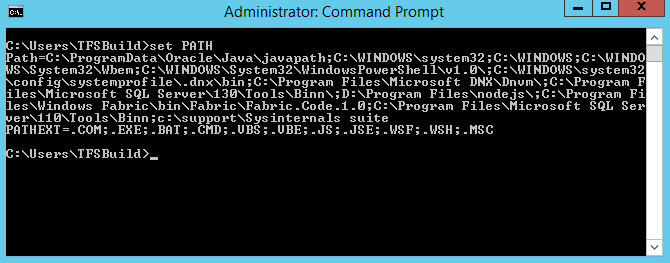 Administrator: Command Prompt
C:\Users\TFSBuild>set PATH
Path=C:\ProgramData\Oracle\Java\javapath;C:\WINDOWS\system32;C:\WINDOWS;C:\WINDO
WS\System32\Wbem;C:\WINDOWS\System32\WindowsPowerShell\v1.0\;C:\WINDOWS\system32
\config\systemprofile\.dnx\bin;C:\Program Files\Microsoft DNX\Dnvm\;C:\Program F
iles\Microsoft SQL Server\130\Tools\Binn\;D:\Program Files\nodejs\;C:\Program Fi
les\Windows Fabric\bin\Fabric\Fabric.Code.1.0;C:\Program Files\Microsoft SQL Ser
ver\110\Tools\Binn;c:\support\Sysinternals suite
PATHEXT=.COM;.EXE;.BAT;.CMD;.VBS;.VBE;.JS;.JSE;.WSF;.WSH;.MSC
C:\Users\TFSBuild>_